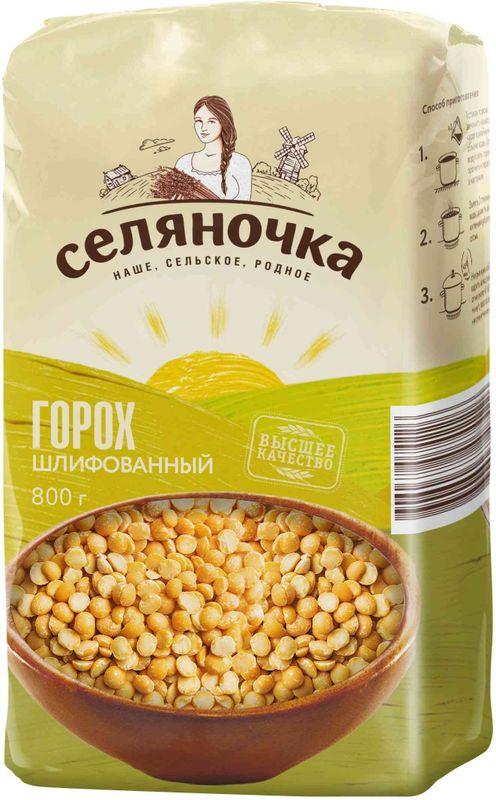 селяночка
НАШЕ, СЕЛЬСКОЕ, РОДНОЕ
ГОРОХ
ШЛИФОВАННЫЙ
800 г
ВЫСШЕЕ
КАЧЕСТВО
Способ приготовления
1.
2.
3.